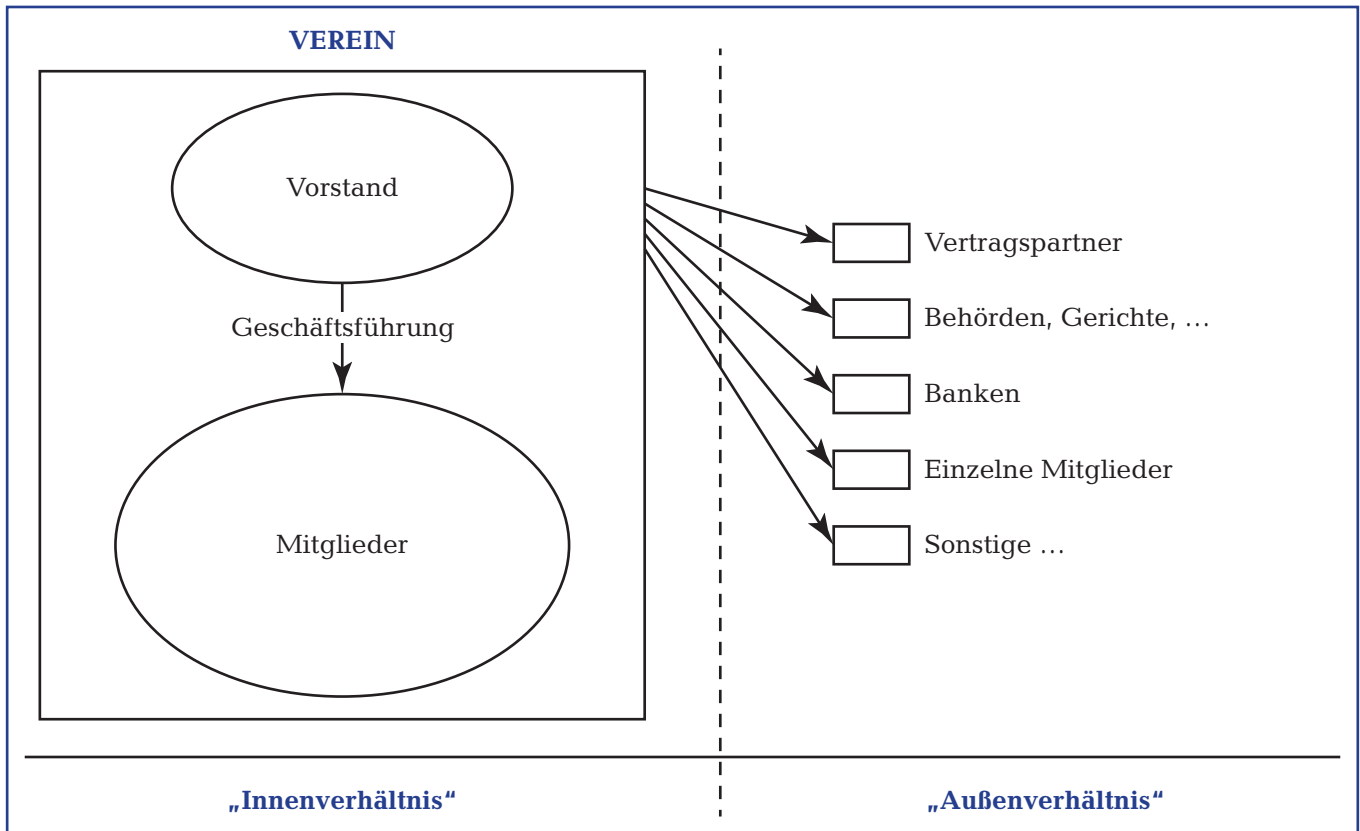 VEREIN
Vorstand
Geschäftsführung
Mitglieder
Vertragspartner
Behörden, Gerichte, …
Banken
Einzelne Mitglieder
Sonstige …
„Innenverhältnis“
„Außenverhältnis“